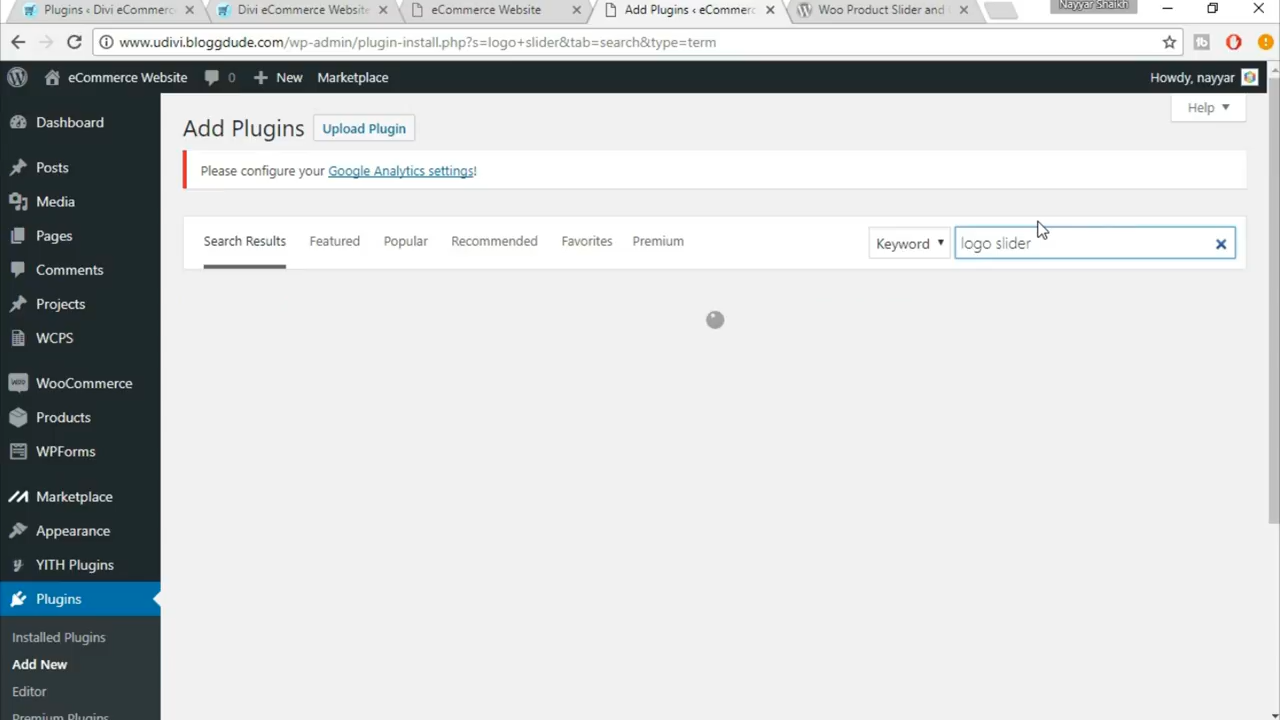 Plugins ‹ Divi eCommerc
Divi eCommerce Website
eCommerce Website
Add Plugins ‹ eCommerc
Woo Product Slider and
Nayyar Shaikh
www.udivi.bloggdude.com/wp-admin/plugin-install.php?s=logo+slider&tab=search&type=term
eCommerce Website 0 New Marketplace Howdy, nayyar
Help
Dashboard
Posts
Media
Pages
Comments
Projects
WCPS
WooCommerce
Products
WPForms
Marketplace
Appearance
YITH Plugins
Plugins
Installed Plugins
Add New
Editor
Premium Plugins
Add Plugins Upload Plugin
Please configure your Google Analytics settings!
Search Results Featured Popular Recommended Favorites Premium Keyword logo slider